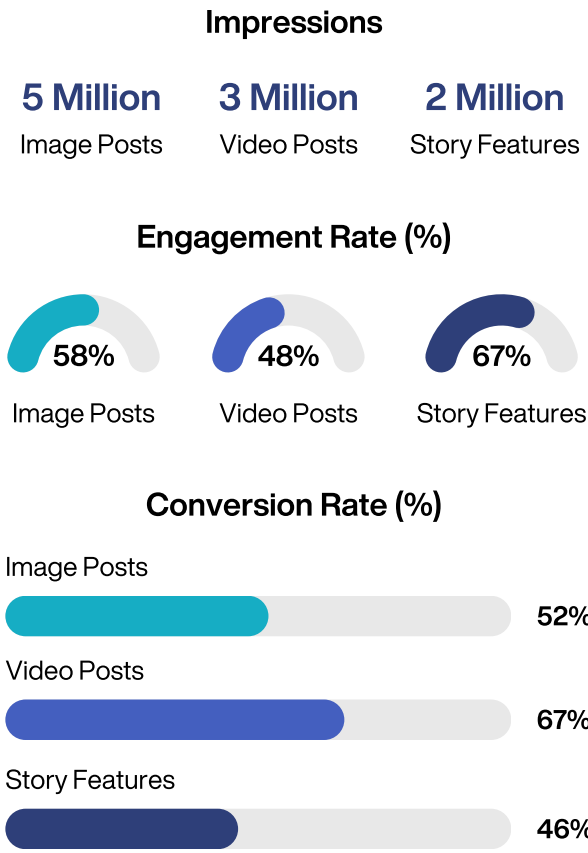 Impressions
5 Million 3 Million 2 Million
Image Posts Video Posts Story Features
Engagement Rate (%)
58% 48% 67%
Image Posts Video Posts Story Features
Conversion Rate (%)
Image Posts
52%
Video Posts
67%
Story Features
46%